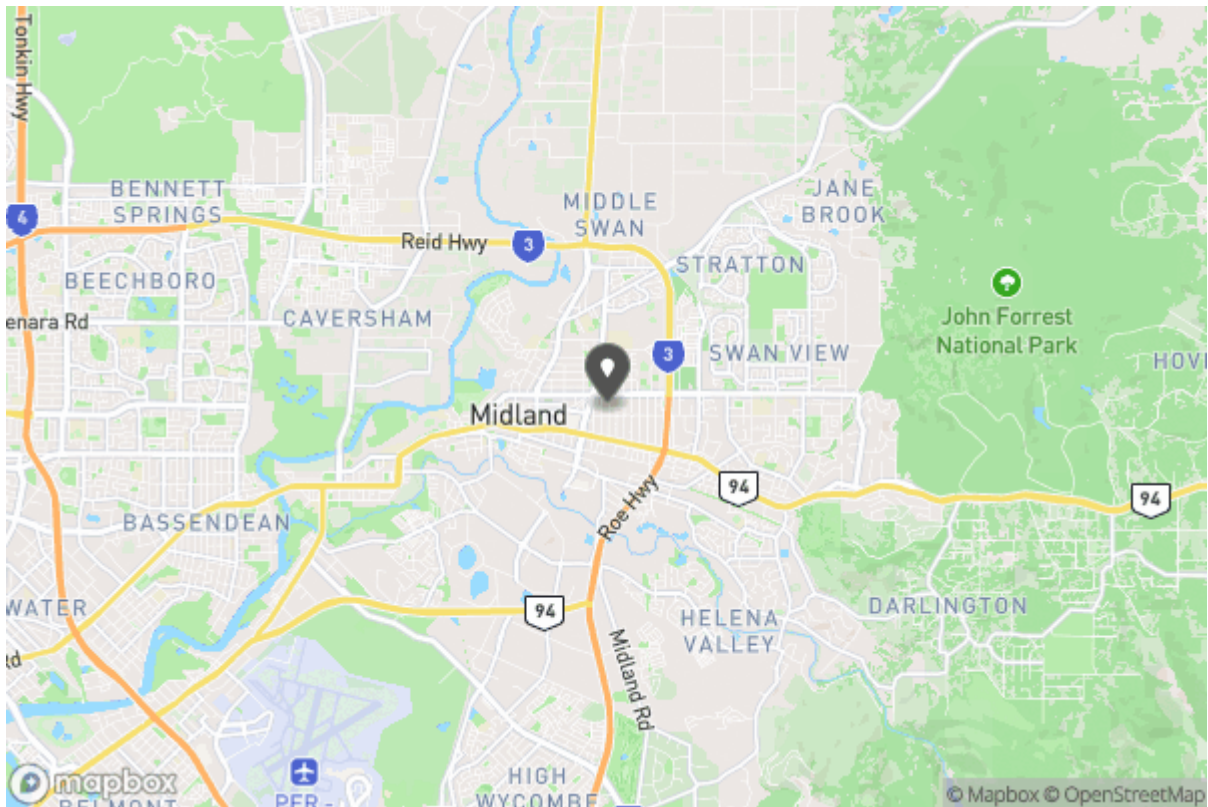 Tonkin Hwy
BENNETT
SPRINGS
4
MIDDLE
SWAN
JANE
BROOK
Reid Hwy
3
BEECHBORO
STRATTON
CAVERSHAM
enara Rd
John Forrest
National Park
3
SWAN VIEW
HOVE
Midland
94
94
BASSENDEAN
Roe Hwy
WATER
94
DARLINGTON
HELENA
VALLEY
Midland Rd
Rd
HIGH
WYCOMBE
PER -
BELMONT
mapbox
© Mapbox © OpenStreetMap